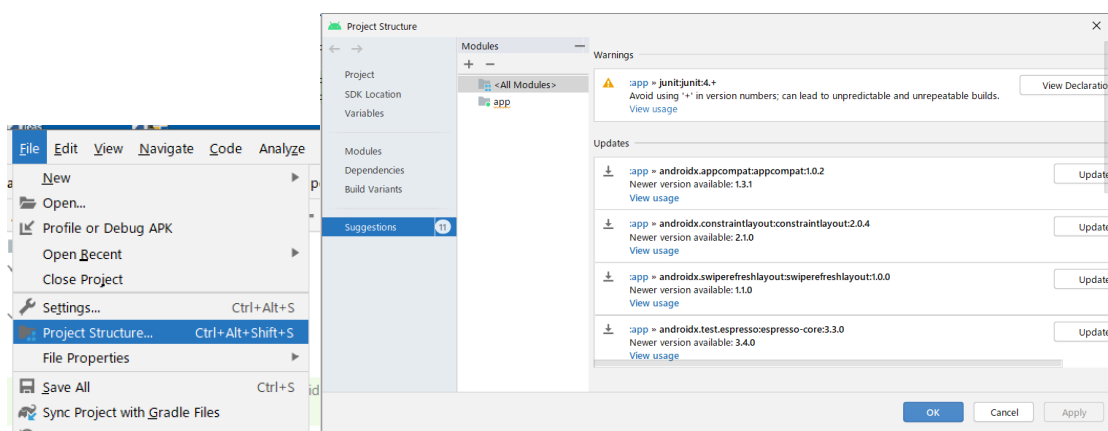 File Edit View Navigate Code Analyze
New
Open...
Profile or Debug APK
Open Recent
Close Project
Settings... Ctrl+Alt+S
Project Structure... Ctrl+Alt+Shift+S
File Properties
Save All Ctrl+S
Sync Project with Gradle Files
id
Project Structure
Project
SDK Location
Variables
Modules
Dependencies
Build Variants
Suggestions 11
Modules
<All Modules>
app
Warnings
:app » junit:junit:4.+
Avoid using '+' in version numbers; can lead to unpredictable and unrepeatable builds.
View usage
View Declaratio
Updates
:app » androidx.appcompat:appcompat:1.0.2
Newer version available: 1.3.1
View usage
Update
:app » androidx.constraintlayout:constraintlayout:2.0.4
Newer version available: 2.1.0
View usage
Update
:app » androidx.swiperefreshlayout:swiperefreshlayout:1.0.0
Newer version available: 1.1.0
View usage
Update
:app » androidx.test.espresso:espresso-core:3.3.0
Newer version available: 3.4.0
View usage
Update
OK Cancel Apply